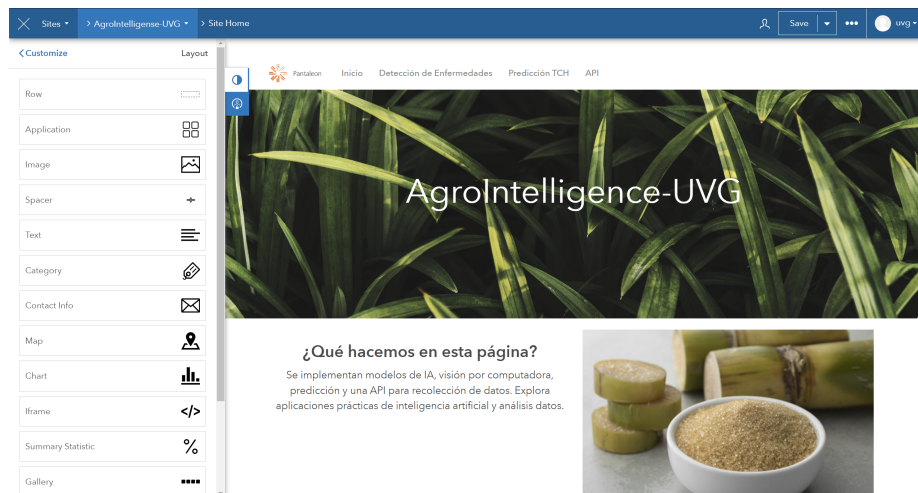 Sites > AgroIntelligense-UVG > Site Home Save ••• uvg
Customize Layout
Row
Application
Image
Spacer
Text
Category
Contact Info
Map
Chart
Iframe
</>
Summary Statistic
%
Gallery
Pantaleon Inicio Detección de Enfermedades Predicción TCH API
AgroIntelligence-UVG
¿Qué hacemos en esta página?
Se implementan modelos de IA, visión por computadora,
predicción y una API para recolección de datos. Explora
aplicaciones prácticas de inteligencia artificial y análisis datos.